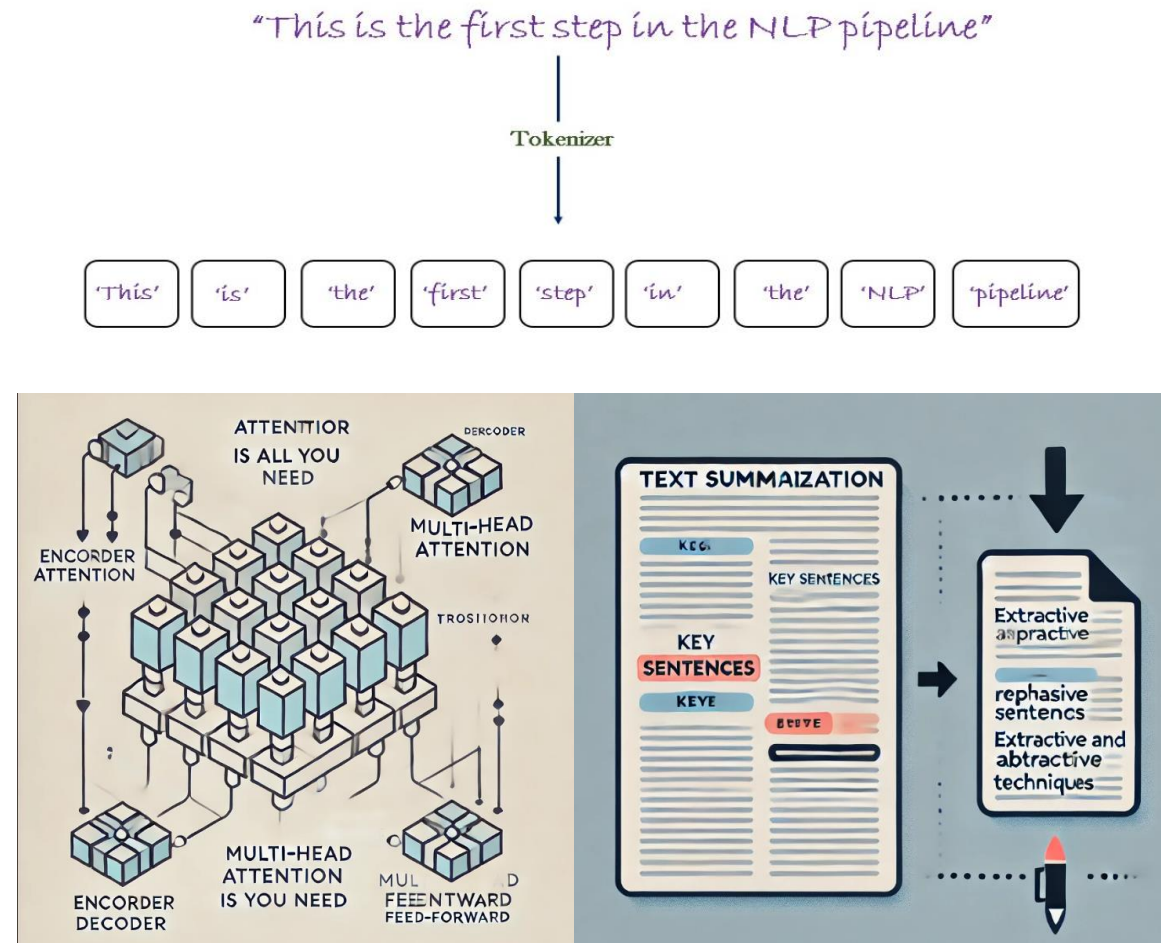 “This is the first step in the NLP pipeline”
Tokenizer
‘This’ ‘is’ ‘the’ ‘first’ ‘step’ ‘in’ ‘the’ ‘NLP’ ‘pipeline’
ATTENTIOR
IS ALL YOU
NEED
DERCODER
MULTI-HEAD
ATTENTION
ENCORDER
ATTENTION
TROSIIOHOR
MULTI-HEAD
ATTENTION
IS YOU NEED
ENCORDER
DECODER
MUL D
FEEENTWARD
FEED-FORWARD
TEXT SUMMAIZATION
KEY SENTENCES
KEY
SENTENCES
KEYE
Extractive
rephasive
sentencs
Extractive and
abtractive
techniques